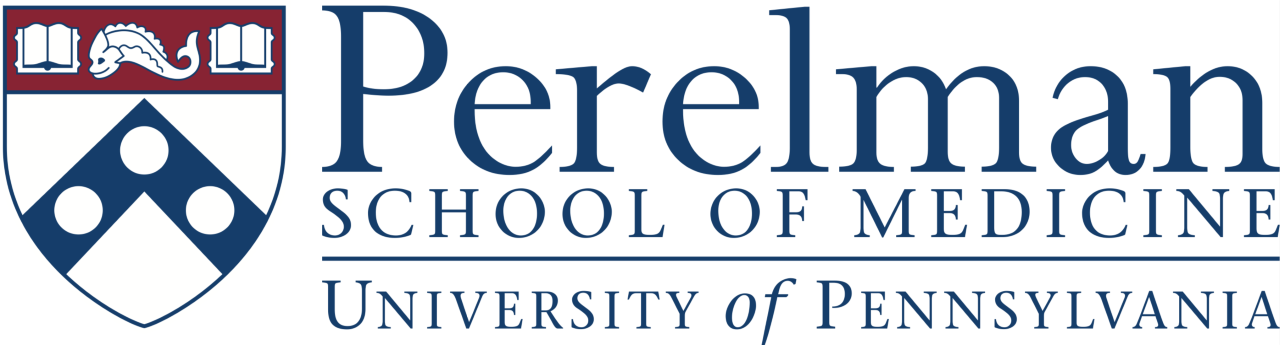 Perelman
SCHOOL OF MEDICINE
UNIVERSITY of PENNSYLVANIA